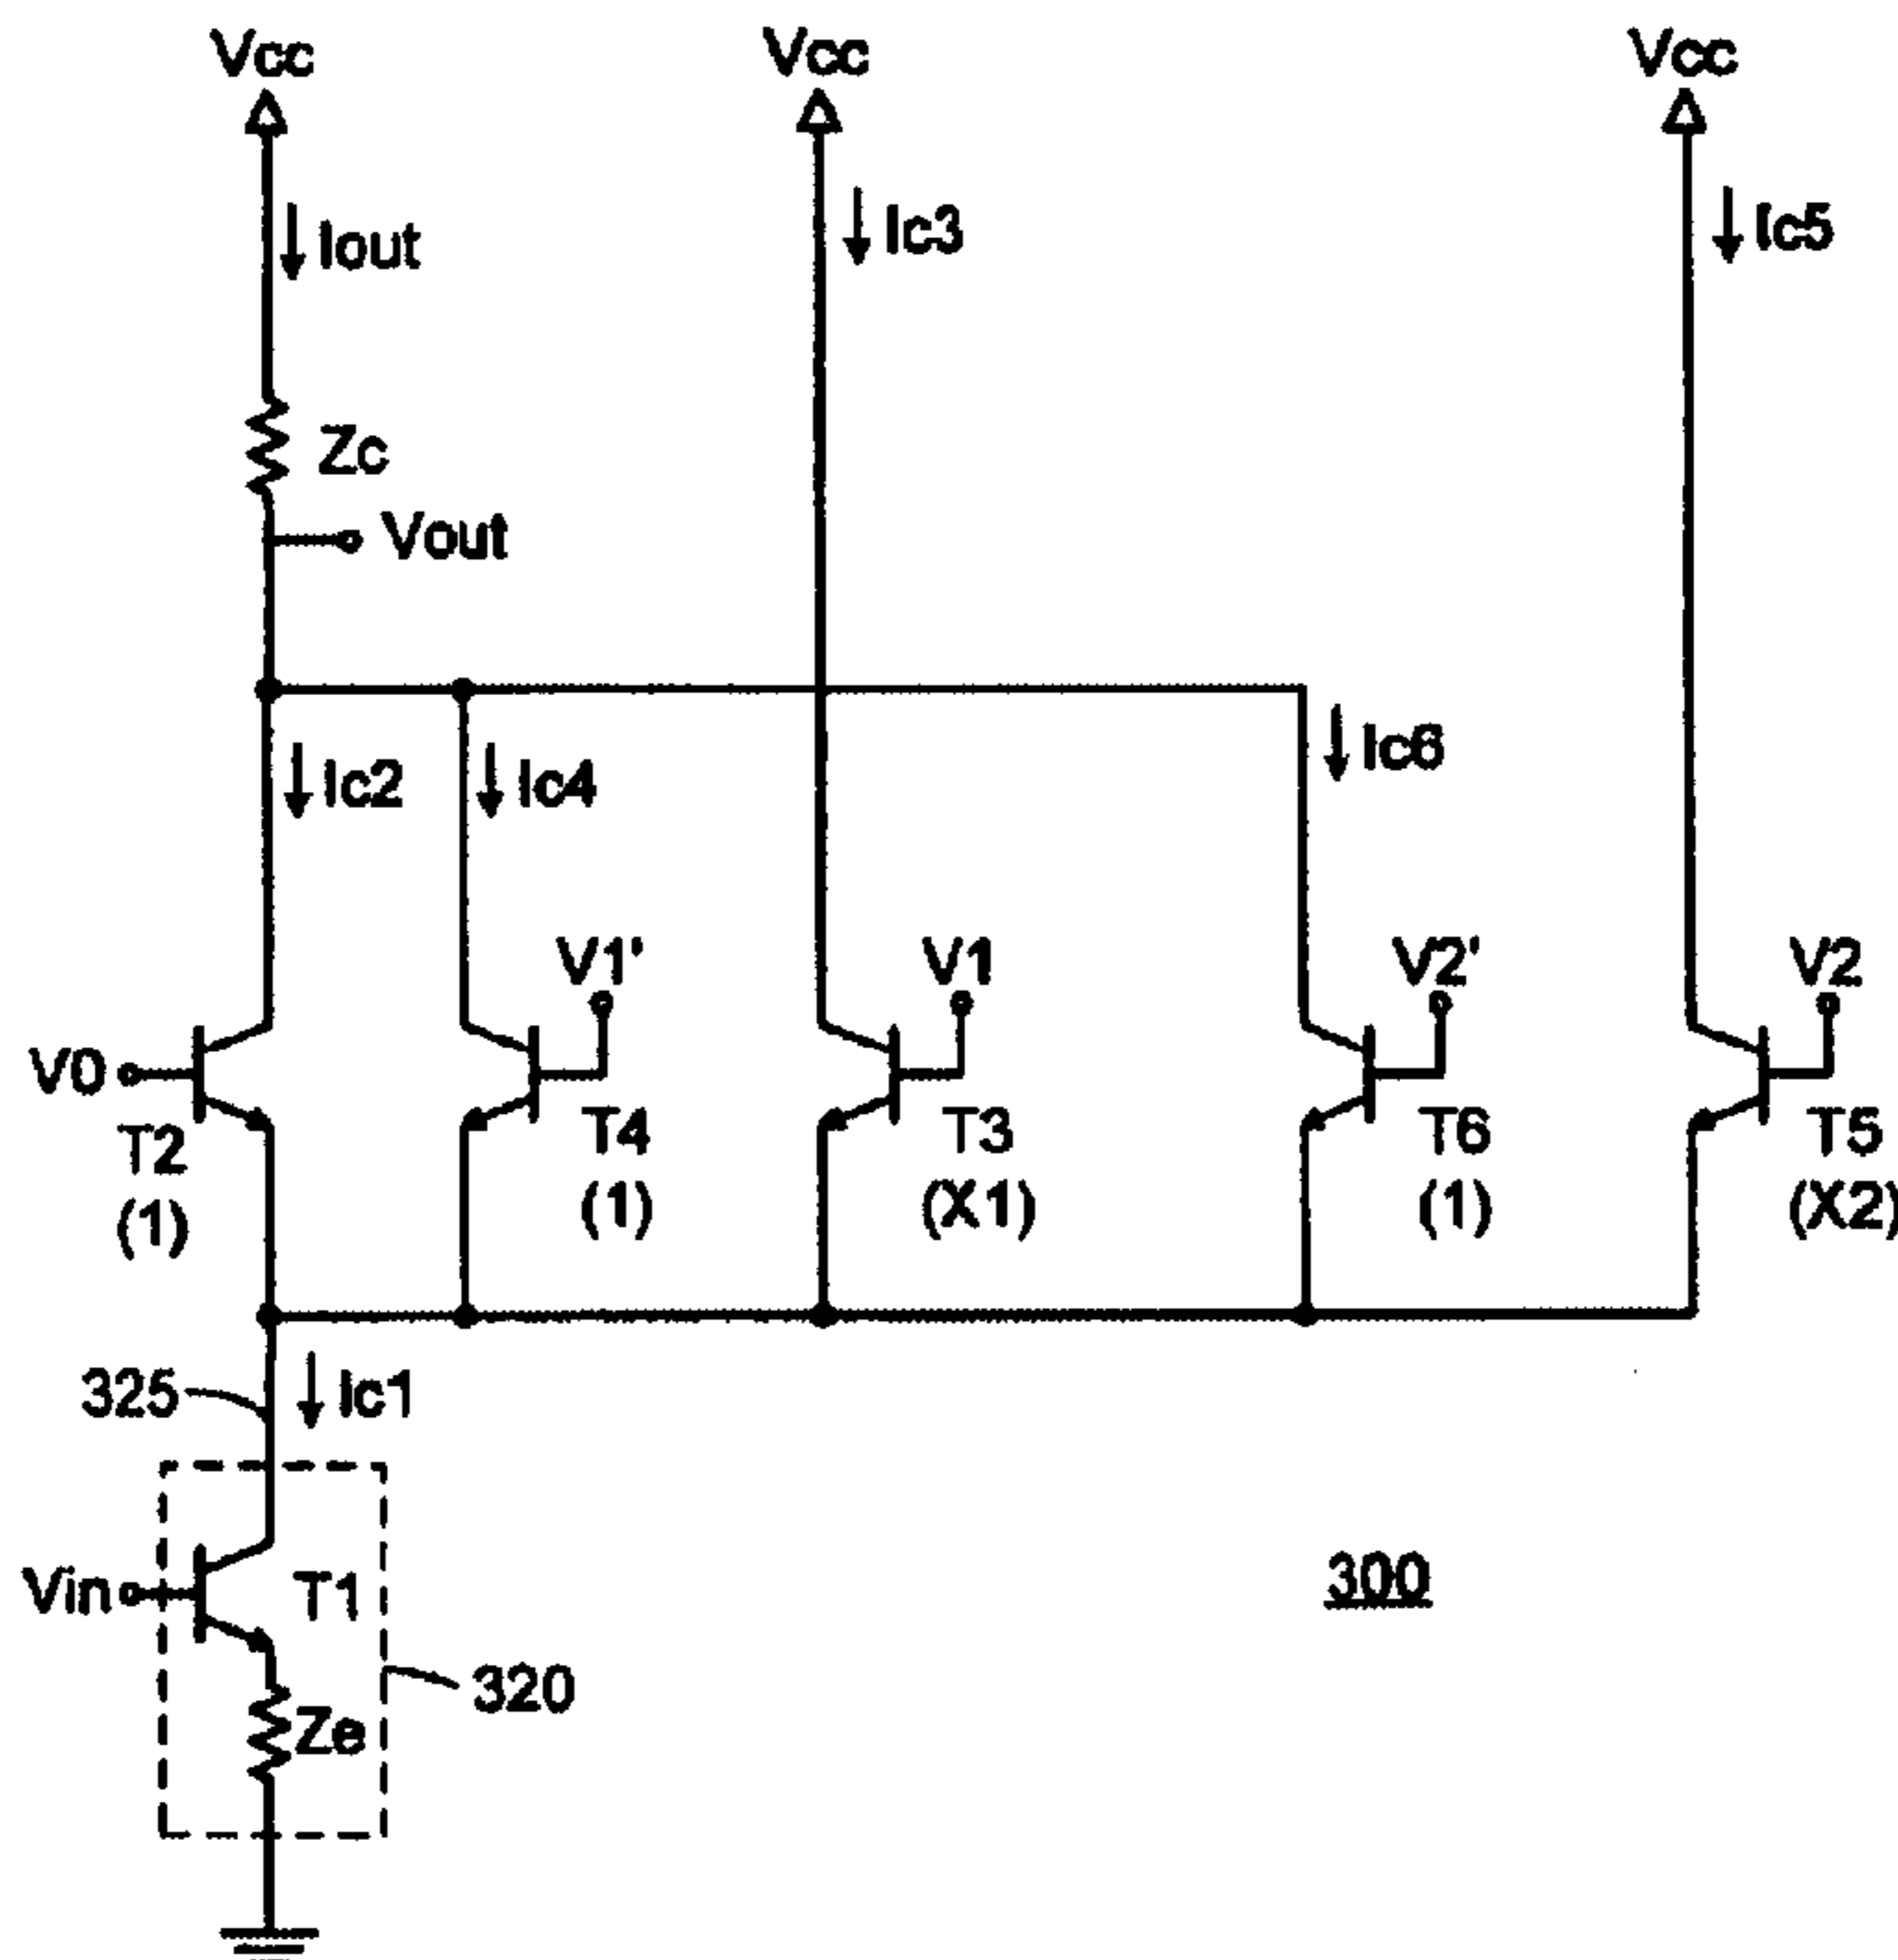 Vcc
Vcc
Vcc
Iout
Ic3
Ic5
Zc
Vout
Ic2
Ic4
Ic6
V1'
V1
V2'
V2
V0
T2
(1)
T4
(1)
T3
(X1)
T6
(1)
T5
(X2)
325
Ic1
Vin
T1
300
320
Ze